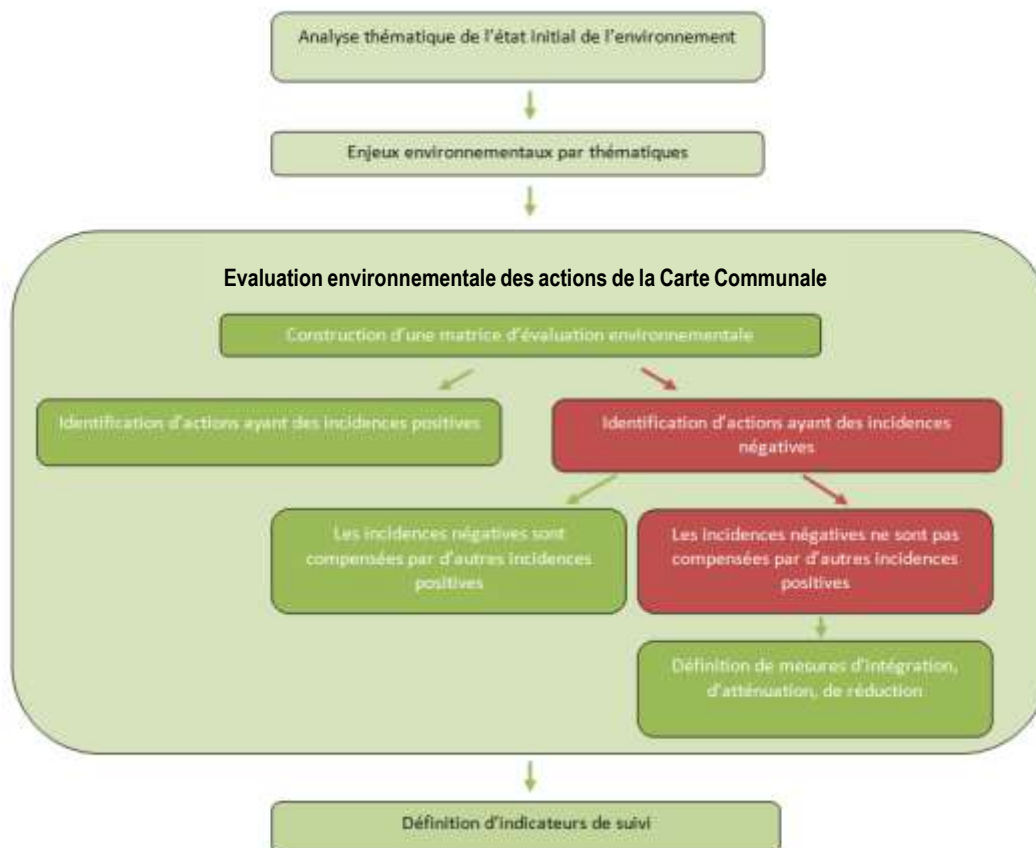 Analyse thématique de l'état initial de l'environnement
Enjeux environnementaux par thématiques
Evaluation environnementale des actions de la Carte Communale
Construction d'une matrice d'évaluation environnementale
Identification d'actions ayant des incidences positives
Identification d'actions ayant des incidences
négatives
Les incidences négatives sont
compensées par d'autres incidences
positives
Les incidences négatives ne sont pas
compensées par d'autres incidences
positives
Définition de mesures d'intégration,
d'atténuation, de réduction
Définition d'indicateurs de suivi